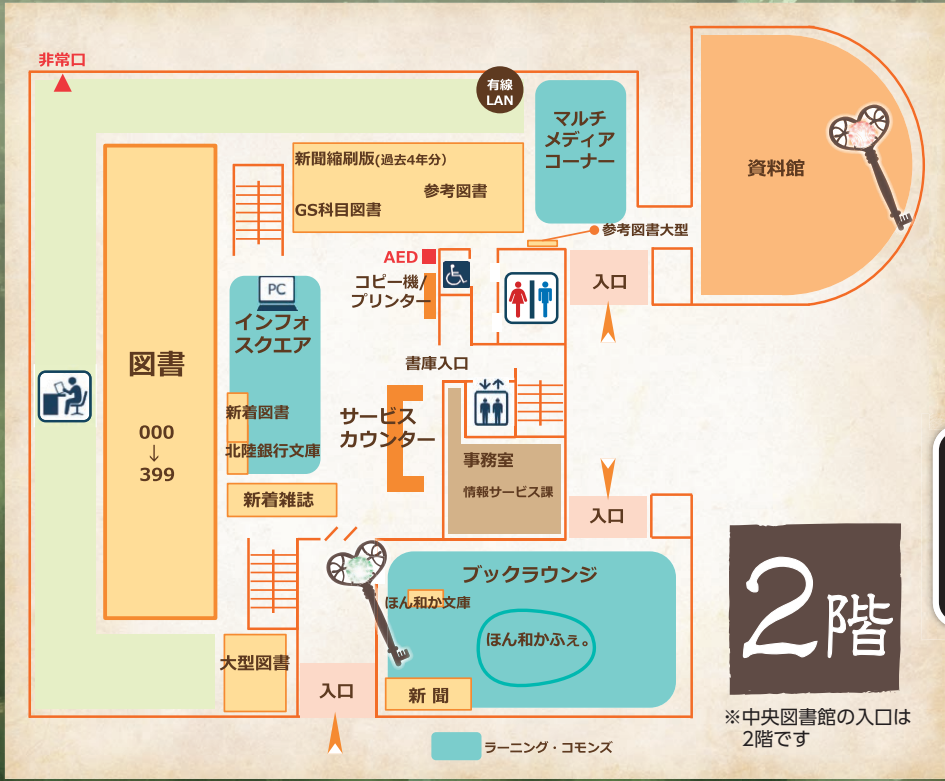 非常口
有線
LAN
マルチ
メディア
コーナー
資料館
新聞縮刷版(過去4年分)
参考図書
GS科目図書
参考図書大型
AED
コピー機/
プリンター
入口
PC
インフォ
スクエア
図書
000
↓
399
書庫入口
新着図書
北陸銀行文庫
サービス
カウンター
事務室
情報サービス課
新着雑誌
入口
ブックラウンジ
ほん和か文庫
ほん和かふぇ。
大型図書
入口
新聞
2階
※中央図書館の入口は
2階です
ラーニング・コモンズ